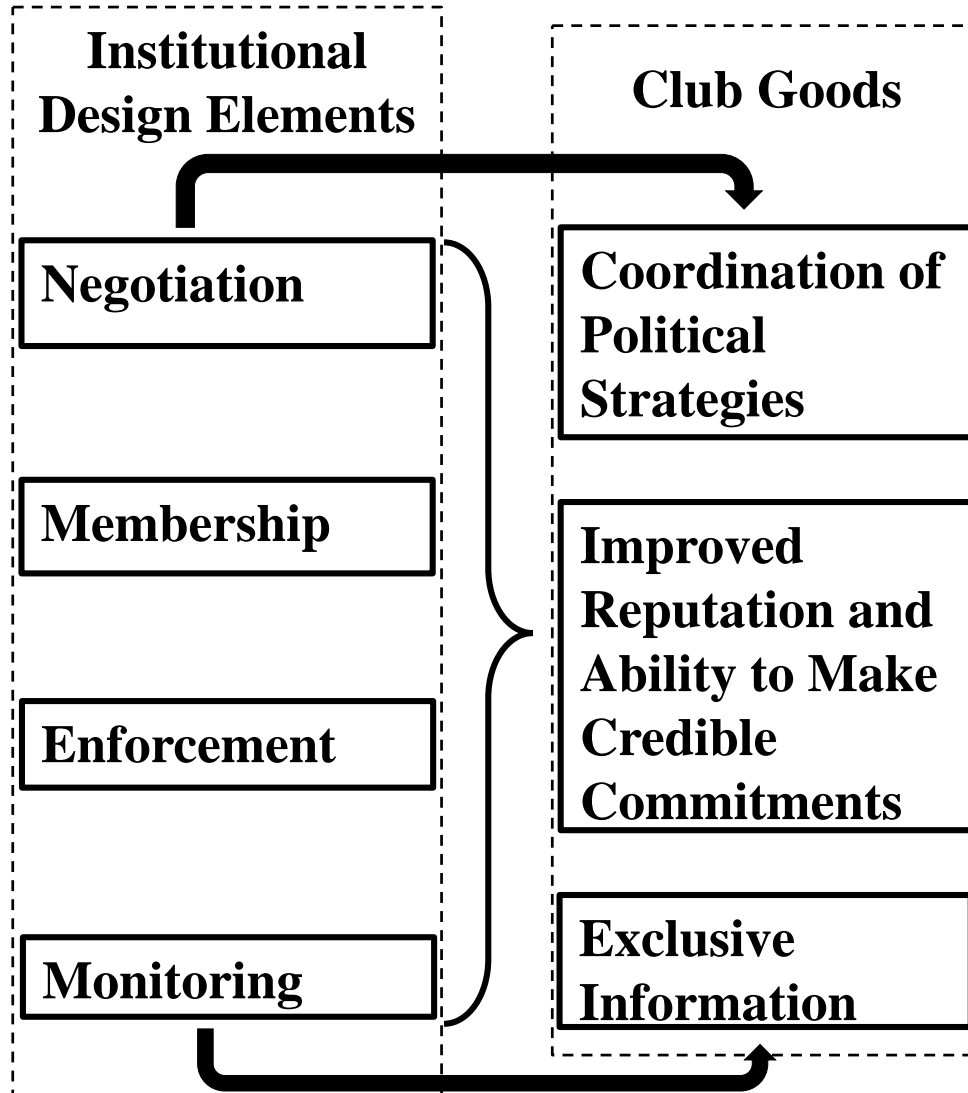 Institutional
Design Elements
Negotiation
Membership
Enforcement
Monitoring
Club Goods
Coordination of
Political
Strategies
Improved
Reputation and
Ability to Make
Credible
Commitments
Exclusive
Information